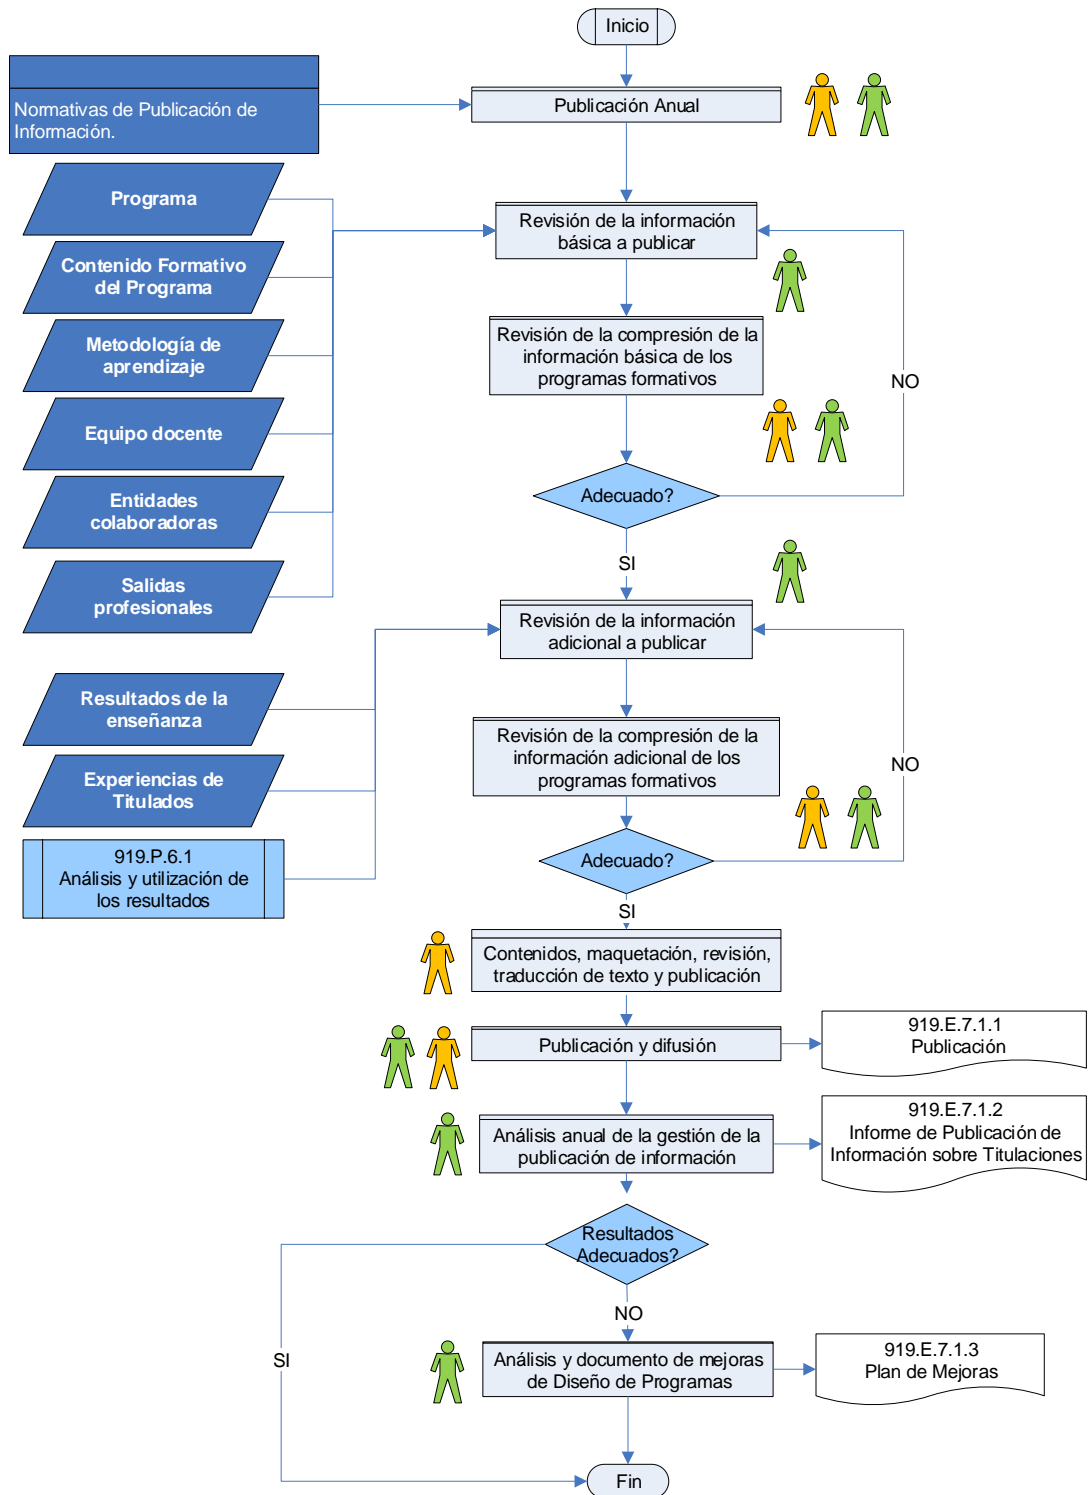 Inicio
Normativas de Publicación de
Información.
Publicación Anual
Programa
Revisión de la información
básica a publicar
Contenido Formativo
del Programa
Metodología de
aprendizaje
Revisión de la compresión de la
información básica de los
programas formativos
NO
Equipo docente
Entidades
colaboradoras
Adecuado?
SI
Salidas
profesionales
Revisión de la información
adicional a publicar
Resultados de la
enseñanza
Revisión de la compresión de la
información adicional de los
programas formativos
NO
Experiencias de
Titulados
919.P.6.1
Análisis y utilización de
los resultados
Adecuado?
SI
Contenidos, maquetación, revisión,
traducción de texto y publicación
Publicación y difusión
919.E.7.1.1
Publicación
Análisis anual de la gestión de la
publicación de información
919.E.7.1.2
Informe de Publicación de
Información sobre Titulaciones
Resultados
Adecuados?
NO
SI
Análisis y documento de mejoras
de Diseño de Programas
919.E.7.1.3
Plan de Mejoras
Fin